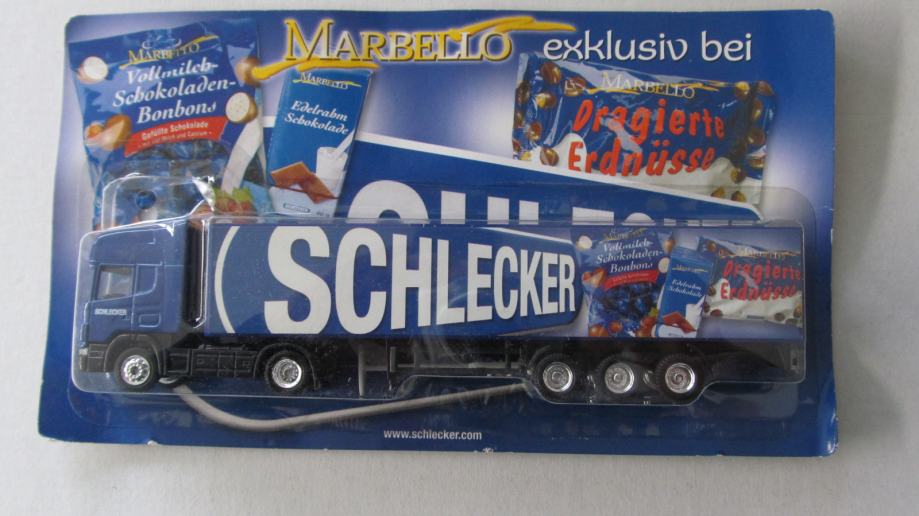 MARBELLO exklusiv bei
MARBELLO
Vollmilch-
Schokoladen-
Bonbons
Gefüllte Schokolade
MARBELLO
Edelrahm
Schokolade
MARBELLO
Dragierte
Erdnüsse
SCHLECKER
SCHLECKER
Vollmilch-
Schokoladen-
Bonbons
Edelrahm
Schokolade
Dragierte
Erdnüsse
www.schlecker.com